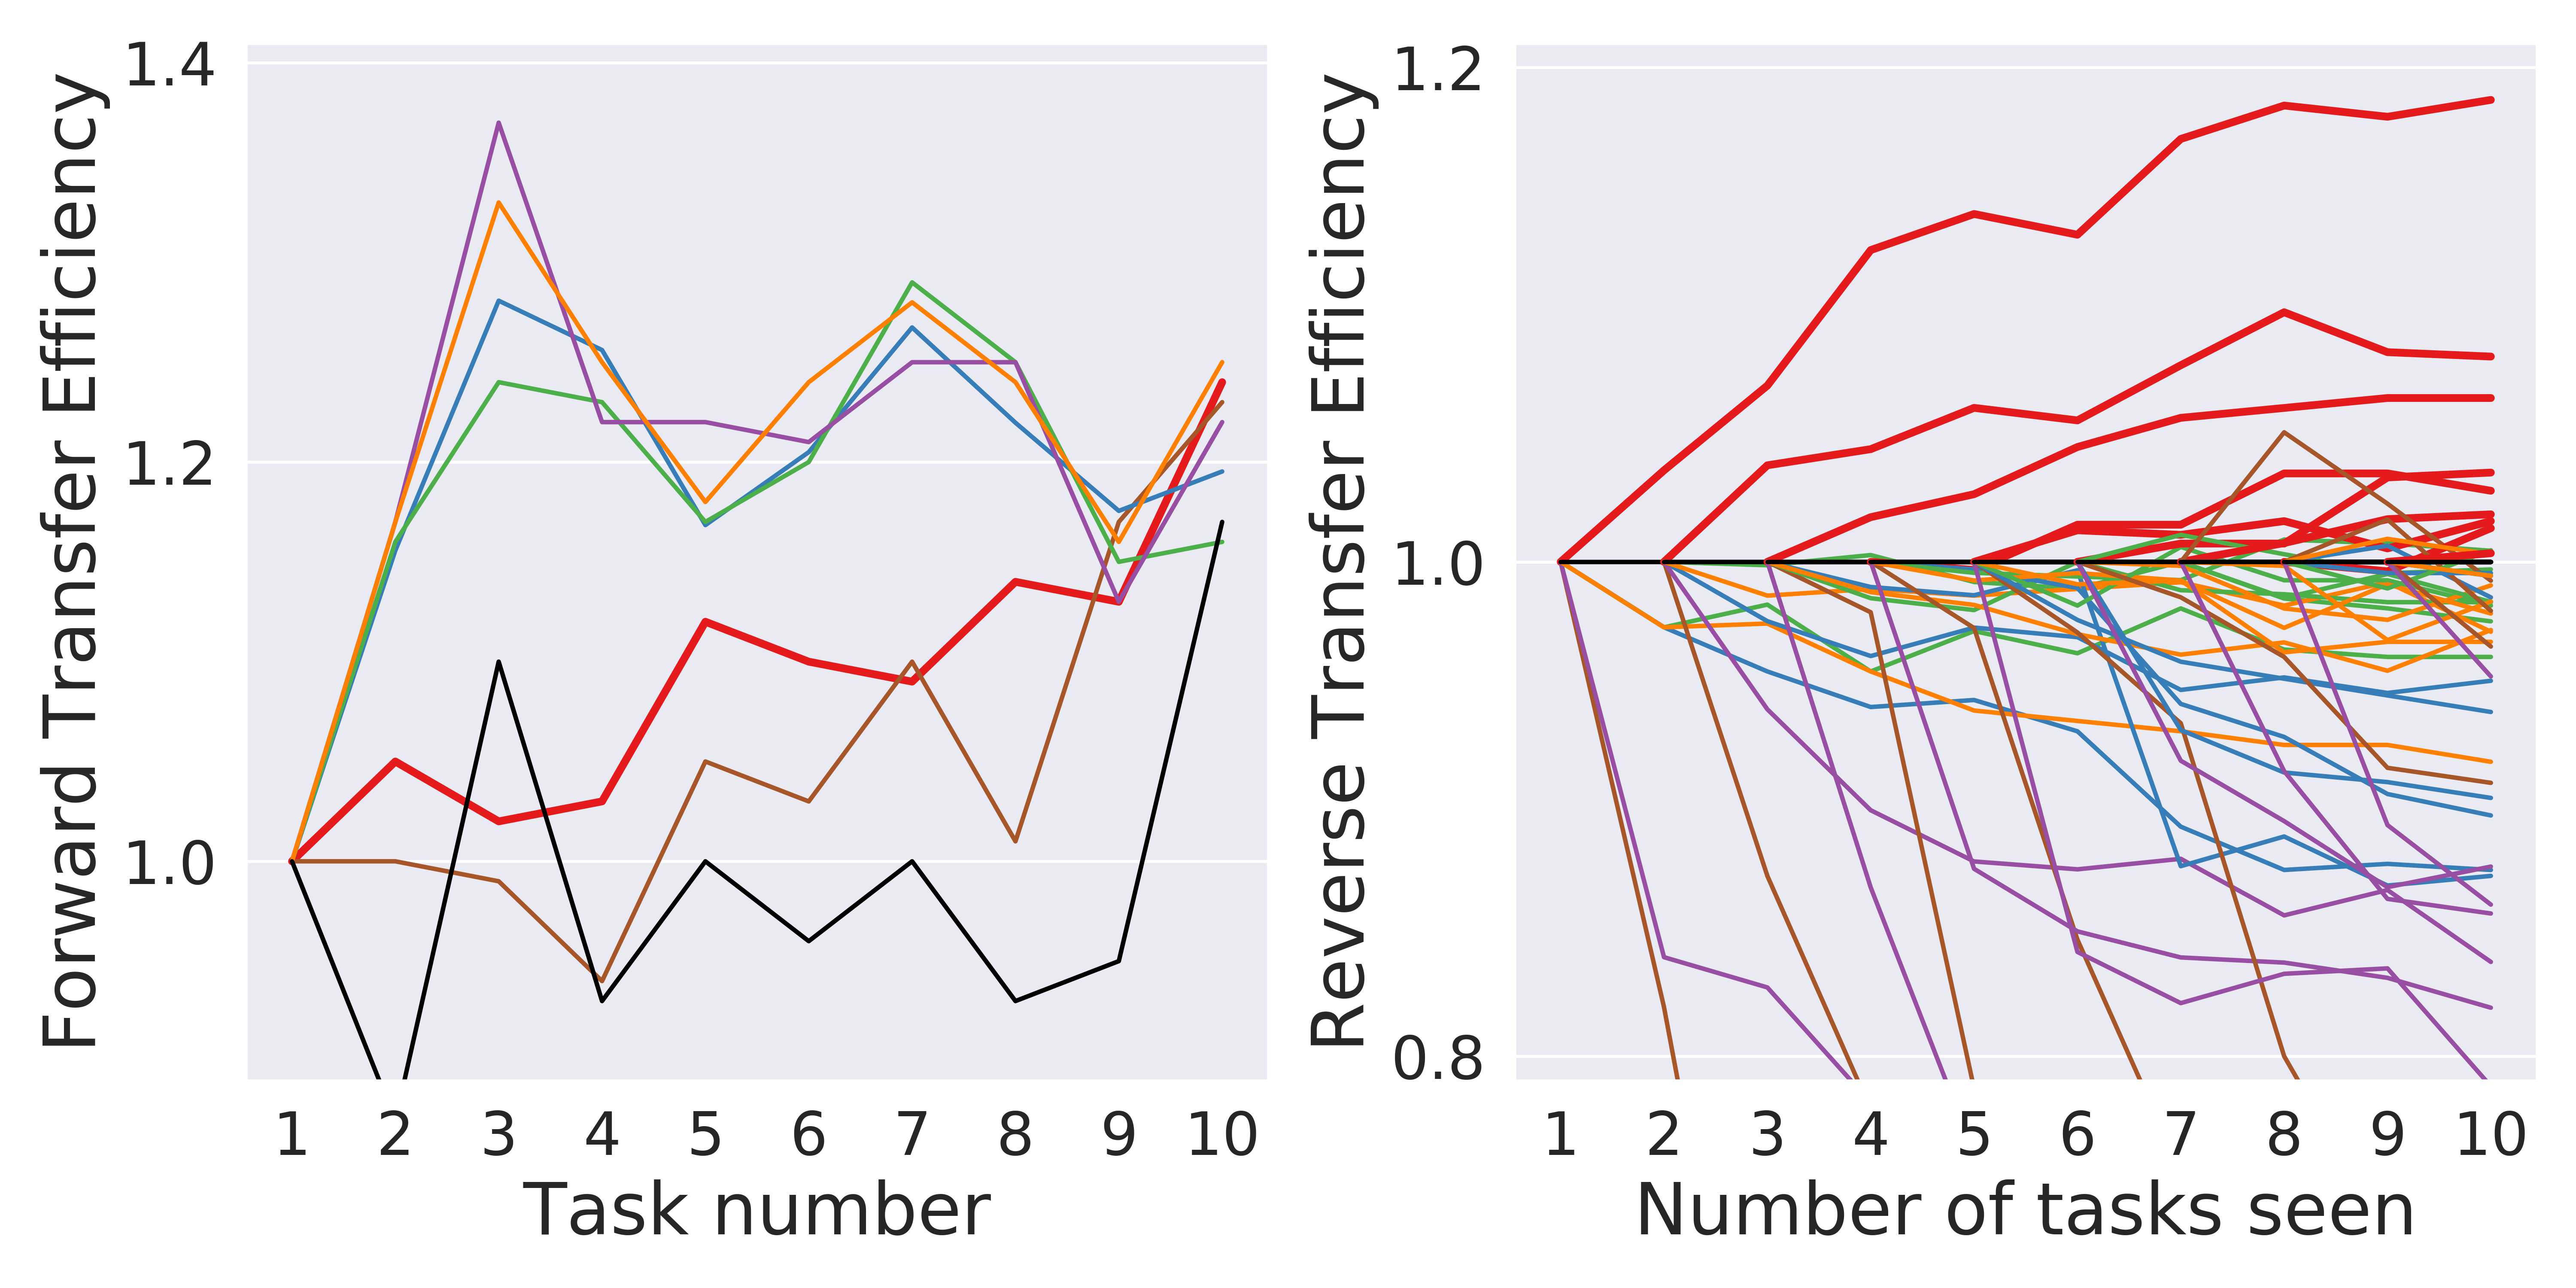 Forward Transfer Efficiency
1.4
1.2
1.0
1 2 3 4 5 6 7 8 9 10
Task number
Reverse Transfer Efficiency
1.2
1.0
0.8
1 2 3 4 5 6 7 8 9 10
Number of tasks seen